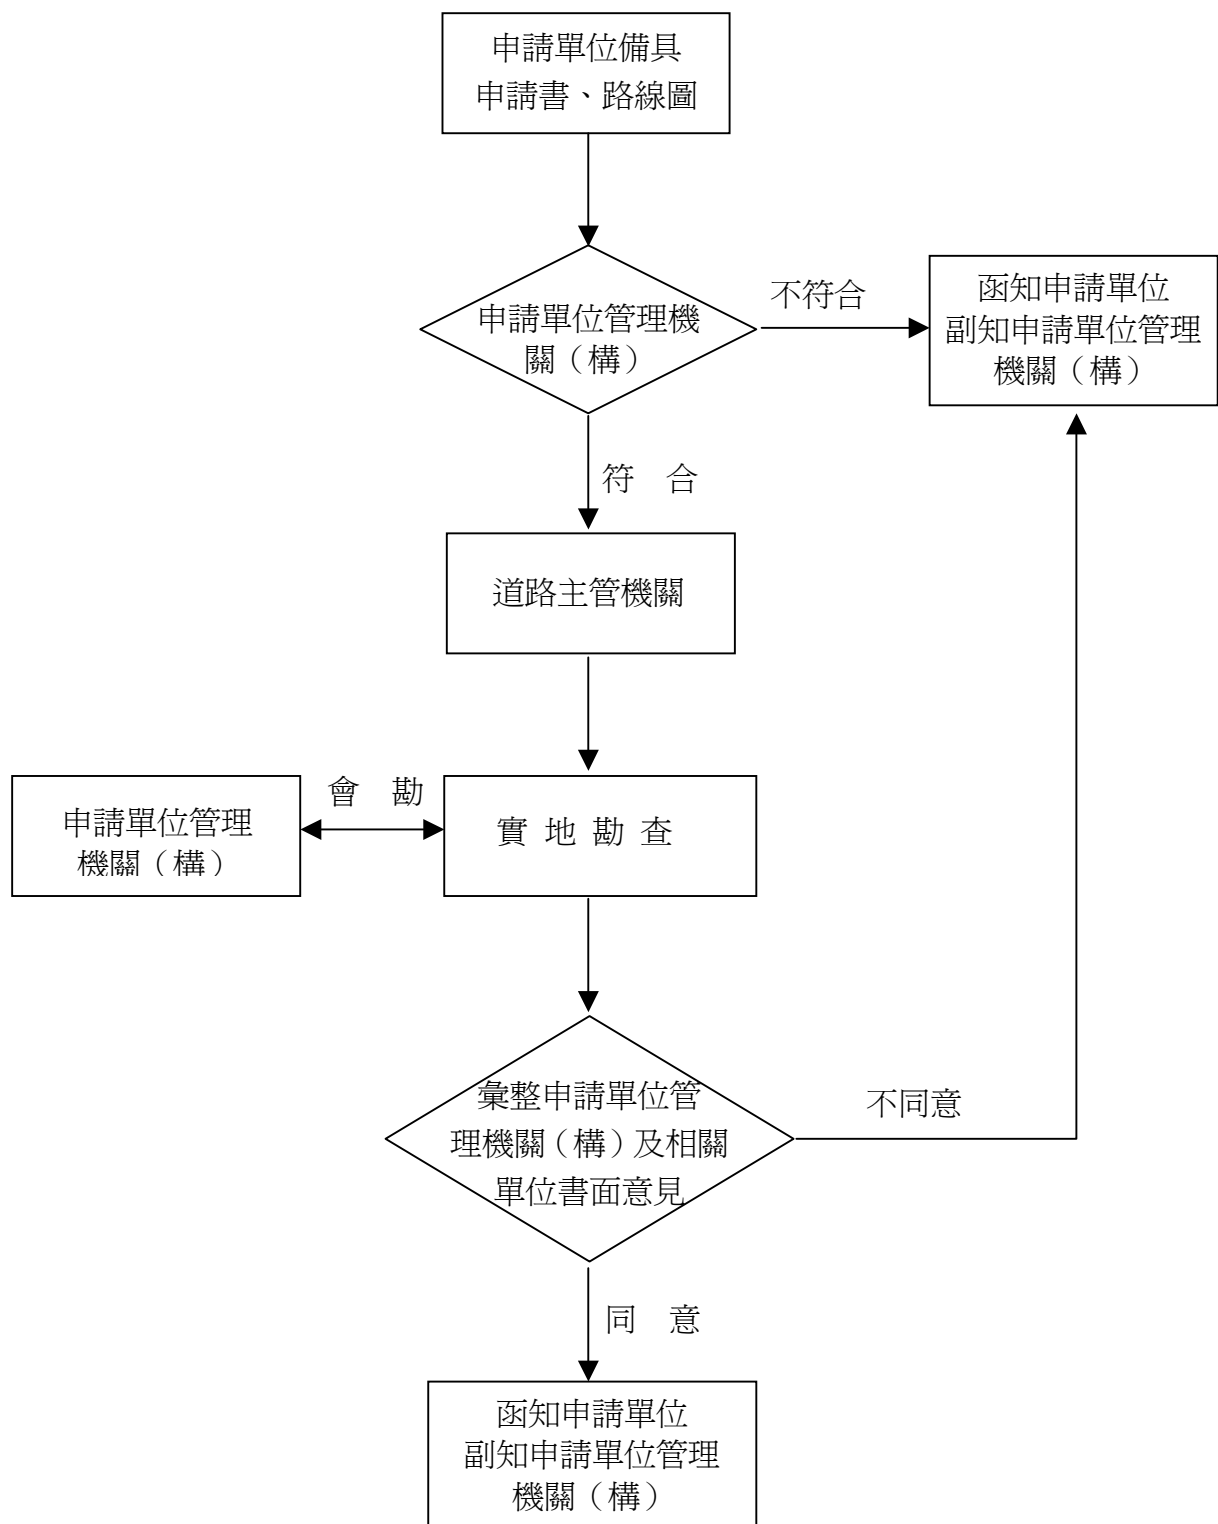 申請單位備具
申請書、路線圖
申請單位管理機
關（構）
不符合
函知申請單位
副知申請單位管理
機關（構）
符　合
道路主管機關
申請單位管理
機關（構）
會　勘
實 地 勘 查
彙整申請單位管
理機關（構）及相關
單位書面意見
不同意
同　意
函知申請單位
副知申請單位管理
機關（構）